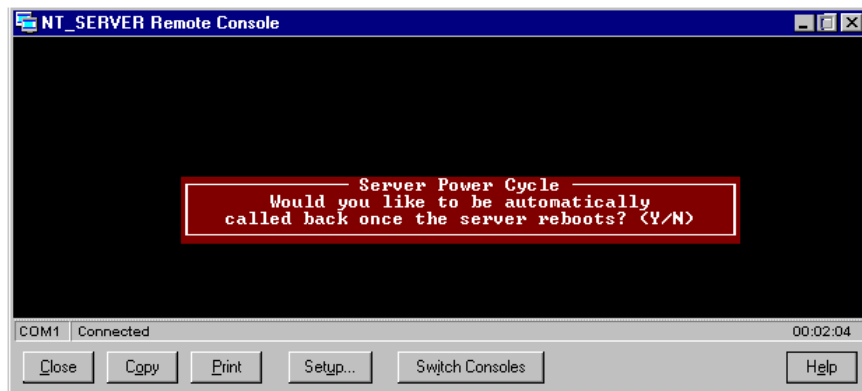 NT_SERVER Remote Console
Server Power Cycle
Would you like to be automatically
called back once the server reboots? (Y/N)
COM1 Connected 00:02:04
Close Copy Print Setup... Switch Consoles Help